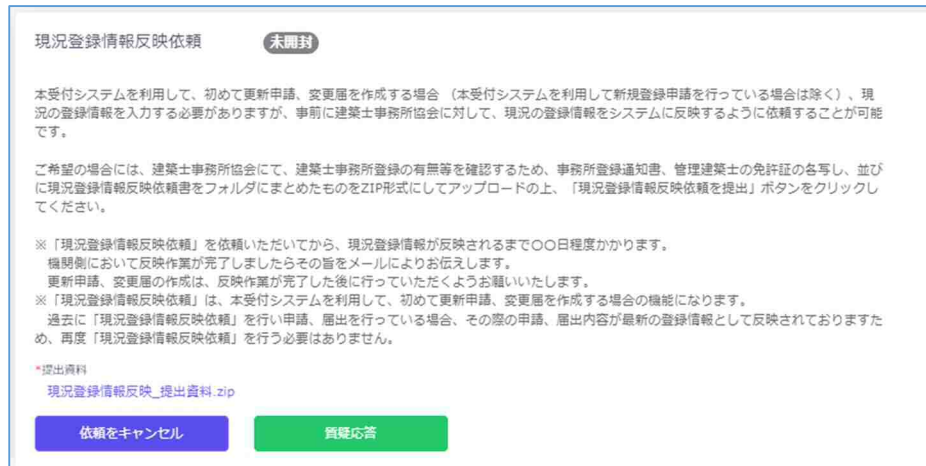 現況登録情報反映依頼 未開封
本受付システムを利用して、初めて更新申請、変更届を作成する場合 （本受付システムを利用して新規登録申請を行っている場合は除く）、現
況の登録情報を入力する必要がありますが、事前に建築士事務所協会に対して、現況の登録情報をシステムに反映するように依頼することが可能
です。
ご希望の場合には、建築士事務所協会にて、建築士事務所登録の有無等を確認するため、事務所登録通知書、管理建築士の免許証の各写し、並び
に現況登録情報反映依頼書をフォルダにまとめたものをZIP形式にしてアップロードの上、「現況登録情報反映依頼を提出」ボタンをクリックし
てください。
※「現況登録情報反映依頼」を依頼いただいてから、現況登録情報が反映されるまで〇〇日程度かかります。
機関側において反映作業が完了しましたらその旨をメールによりお伝えします。
更新申請、変更届の作成は、反映作業が完了した後に行っていただくようお願いいたします。
※「現況登録情報反映依頼」は、本受付システムを利用して、初めて更新申請、変更届を作成する場合の機能になります。
過去に「現況登録情報反映依頼」を行い申請、届出を行っている場合、その際の申請、届出内容が最新の登録情報として反映されておりますた
め、再度「現況登録情報反映依頼」を行う必要はありません。
*提出資料
現況登録情報反映_提出資料.zip
依頼をキャンセル 質疑応答